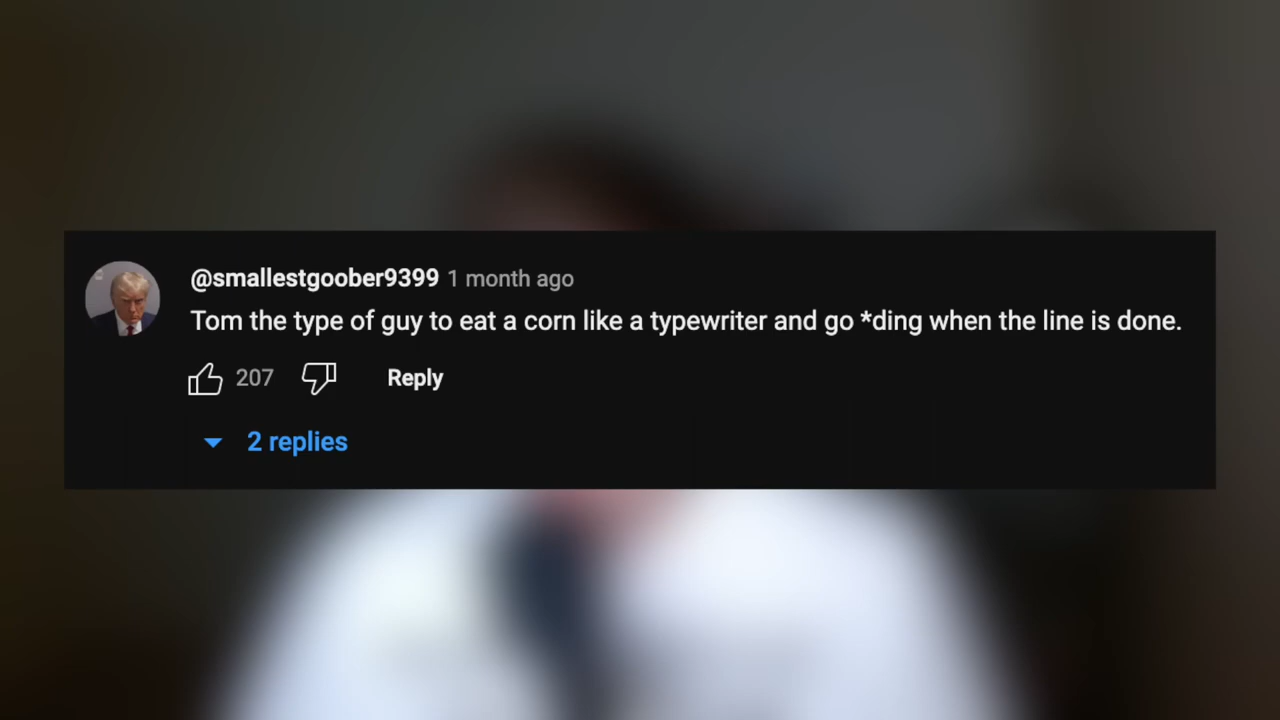 @smallestgoober9399 1 month ago
Tom the type of guy to eat a corn like a typewriter and go *ding when the line is done.
207 Reply
2 replies